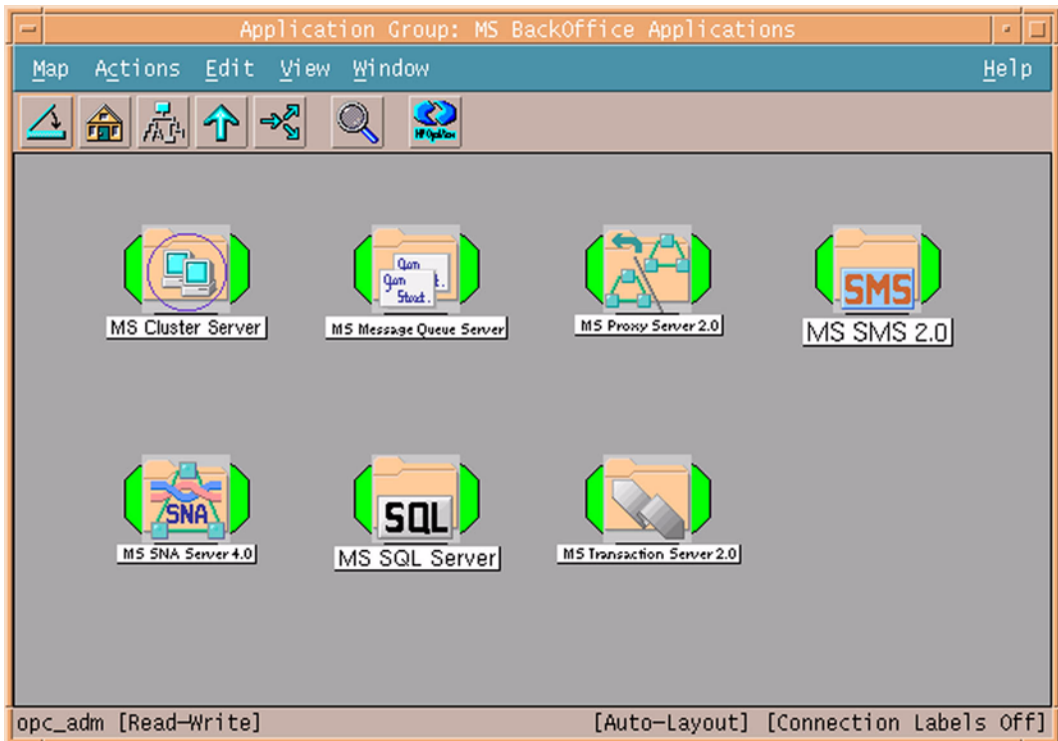 Application Group: MS BackOffice Applications
Map Actions Edit View Window Help
HP OpenView
MS Cluster Server
MS Message Queue Server
MS Proxy Server 2.0
SMS
MS SMS 2.0
SNA
MS SNA Server 4.0
SQL
MS SQL Server
MS Transaction Server 2.0
opc_adm [Read-Write] [Auto-Layout] [Connection Labels Off]